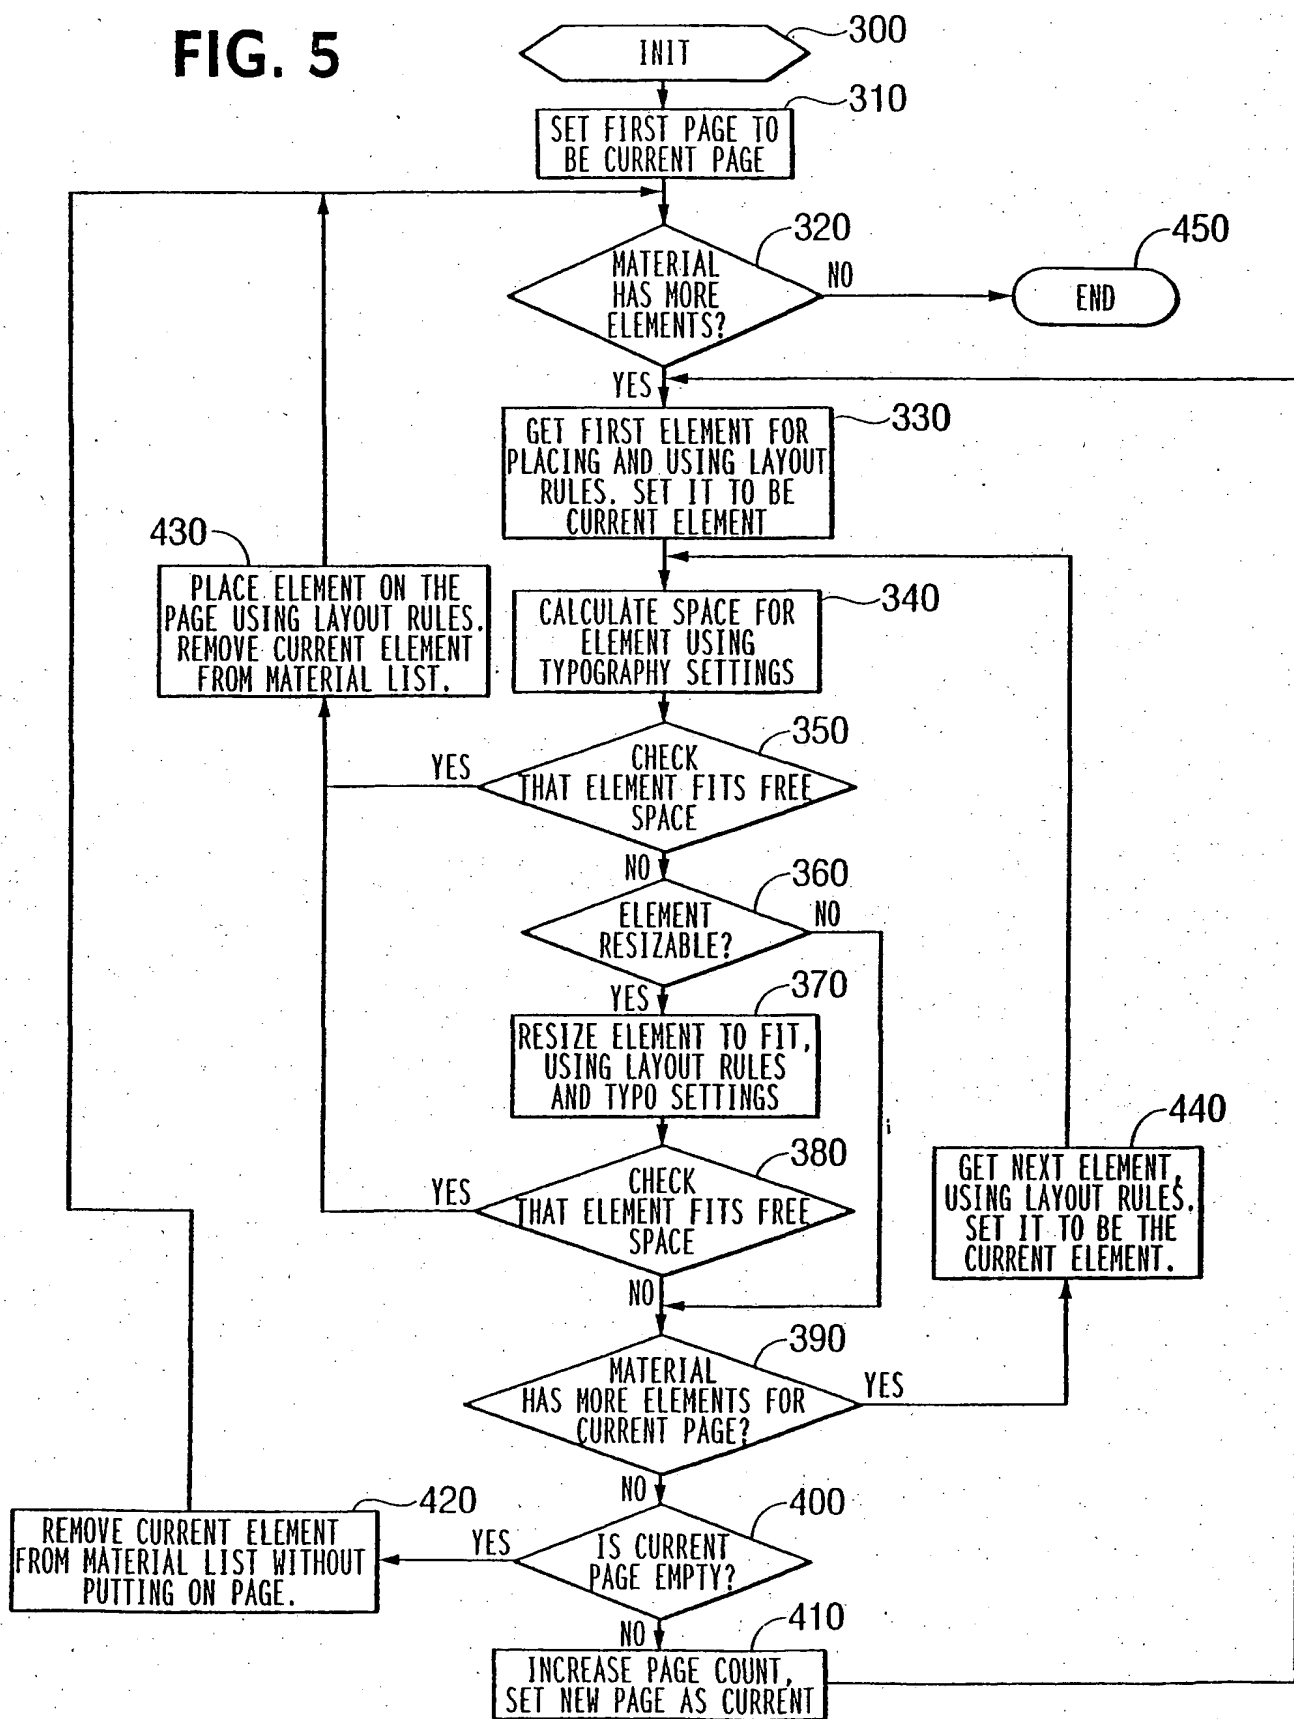 FIG. 5
300
INIT
310
SET FIRST PAGE TO
BE CURRENT PAGE
320
MATERIAL
HAS MORE
ELEMENTS?
NO
450
END
YES
330
GET FIRST ELEMENT FOR
PLACING AND USING LAYOUT
RULES. SET IT TO BE
CURRENT ELEMENT
430
PLACE ELEMENT ON THE
PAGE USING LAYOUT RULES.
REMOVE CURRENT ELEMENT
FROM MATERIAL LIST.
340
CALCULATE SPACE FOR
ELEMENT USING
TYPOGRAPHY SETTINGS
350
YES
CHECK
THAT ELEMENT FITS FREE
SPACE
NO
360
ELEMENT
RESIZABLE?
NO
YES
370
RESIZE ELEMENT TO FIT,
USING LAYOUT RULES
AND TYPO SETTINGS
380
YES
CHECK
THAT ELEMENT FITS FREE
SPACE
440
GET NEXT ELEMENT,
USING LAYOUT RULES.
SET IT TO BE THE
CURRENT ELEMENT.
NO
390
MATERIAL
HAS MORE ELEMENTS FOR
CURRENT PAGE?
YES
NO
400
IS CURRENT
PAGE EMPTY?
YES
420
REMOVE CURRENT ELEMENT
FROM MATERIAL LIST WITHOUT
PUTTING ON PAGE.
NO
410
INCREASE PAGE COUNT,
SET NEW PAGE AS CURRENT